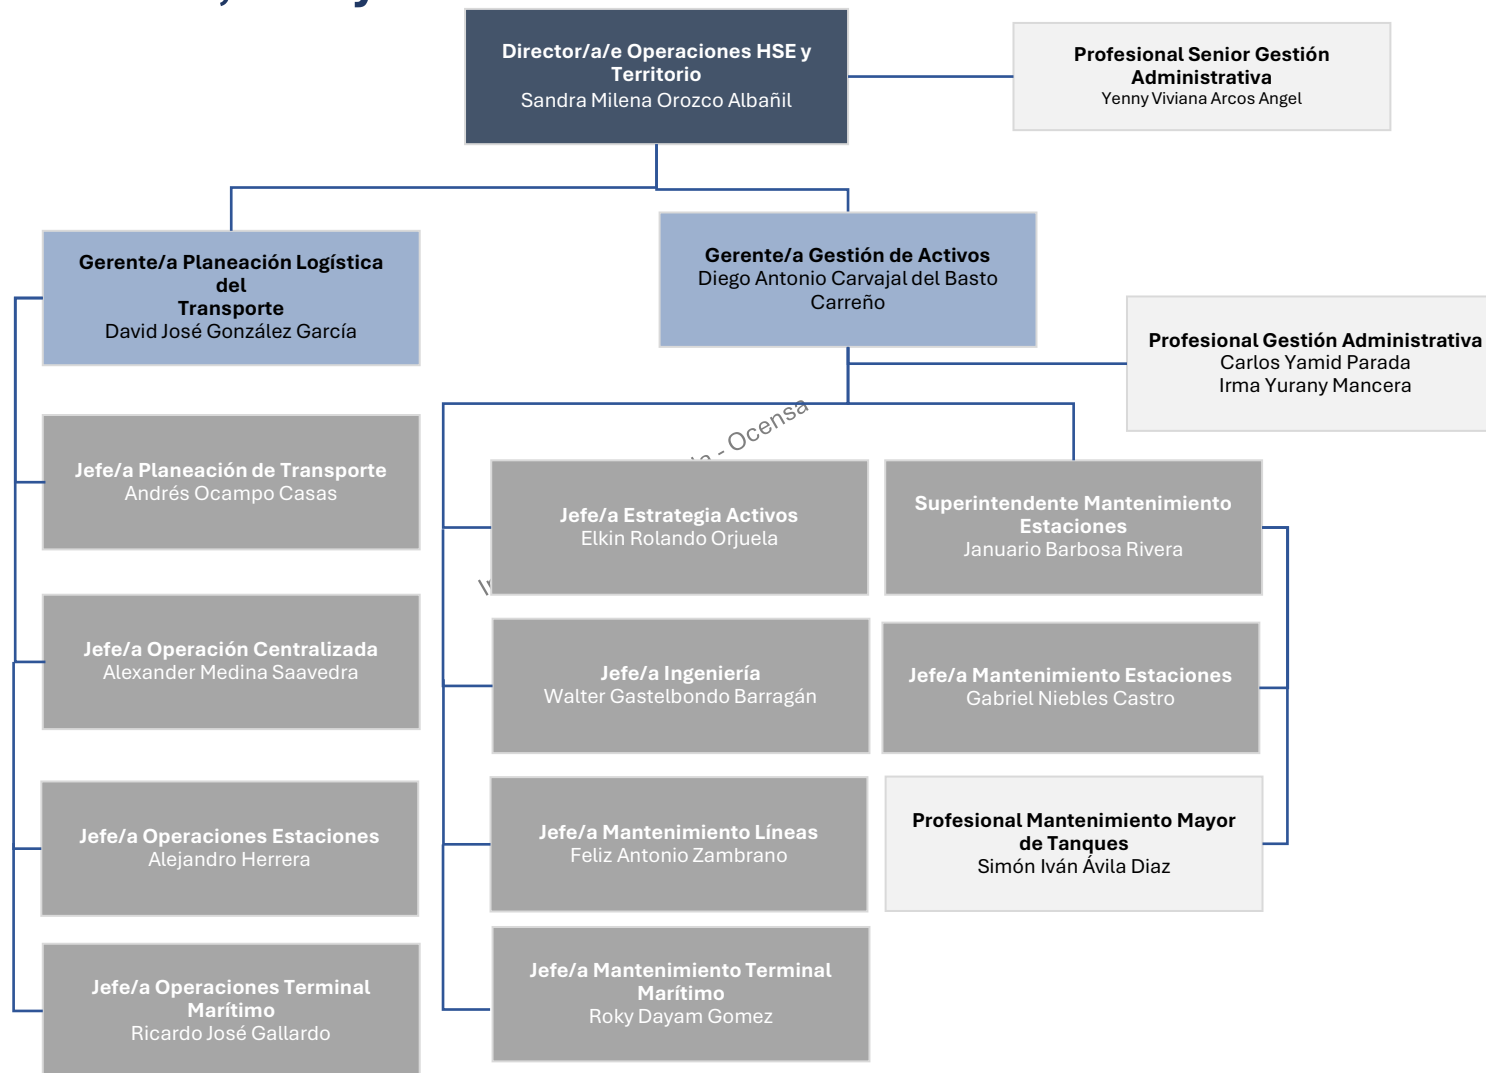 Director/a/e Operaciones HSE y
Territorio
Sandra Milena Orozco Albañil
Profesional Senior Gestión
Administrativa
Yenny Viviana Arcos Angel
Gerente/a Planeación Logística
del
Transporte
David José González García
Gerente/a Gestión de Activos
Diego Antonio Carvajal del Basto
Carreño
Profesional Gestión Administrativa
Carlos Yamid Parada
Irma Yurany Mancera
Jefe/a Planeación de Transporte
Andrés Ocampo Casas
Jefe/a Operación Centralizada
Alexander Medina Saavedra
Jefe/a Operaciones Estaciones
Alejandro Herrera
Jefe/a Operaciones Terminal
Marítimo
Ricardo José Gallardo
- Ocensa
Jefe/a Estrategia Activos
Elkin Rolando Orjuela
Jefe/a Ingeniería
Walter Gastelbondo Barragán
Jefe/a Mantenimiento Líneas
Feliz Antonio Zambrano
Jefe/a Mantenimiento Terminal
Marítimo
Roky Dayam Gomez
Superintendente Mantenimiento
Estaciones
Januario Barbosa Rivera
Jefe/a Mantenimiento Estaciones
Gabriel Niebles Castro
Profesional Mantenimiento Mayor
de Tanques
Simón Iván Ávila Diaz